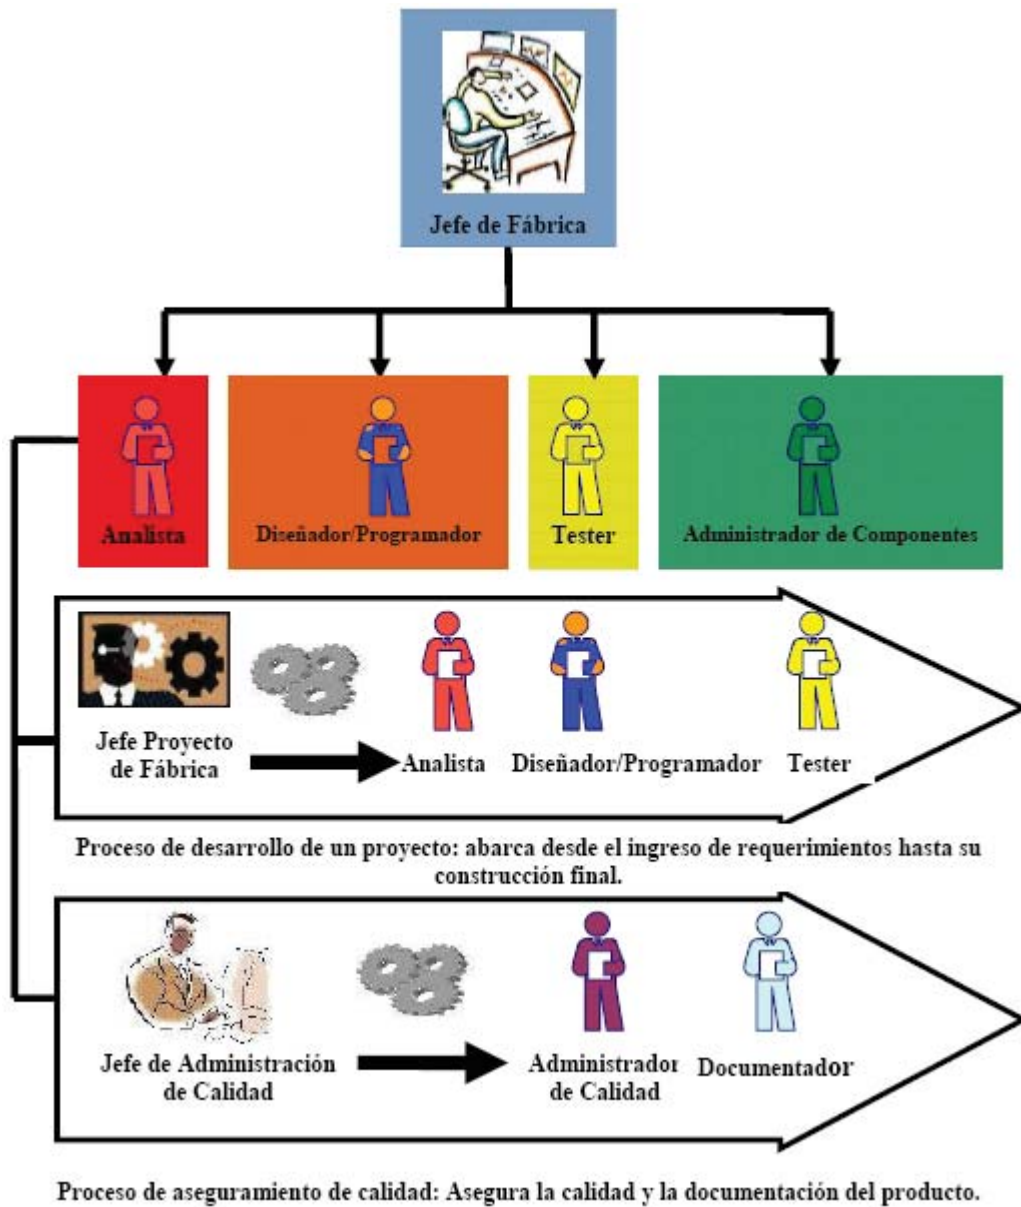 Jefe de Fábrica
Analista
Diseñador/Programador
Tester
Administrador de Componentes
Jefe Proyecto
de Fábrica
Analista
Diseñador/Programador
Tester
Proceso de desarrollo de un proyecto: abarca desde el ingreso de requerimientos hasta su
construcción final.
Jefe de Administración
de Calidad
Administrador
de Calidad
Documentador
Proceso de aseguramiento de calidad: Asegura la calidad y la documentación del producto.